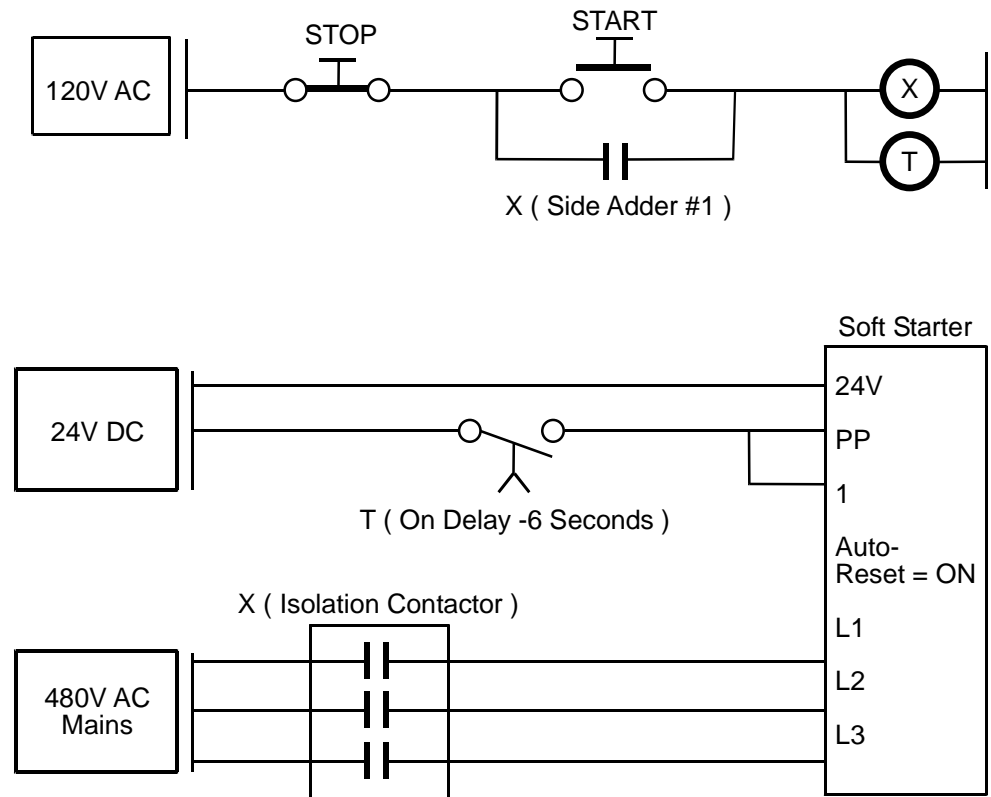 STOP
START
120V AC
X
T
X ( Side Adder #1 )
Soft Starter
24V DC
24V
PP
1
T ( On Delay -6 Seconds )
Auto-
Reset = ON
X ( Isolation Contactor )
480V AC
Mains
L1
L2
L3